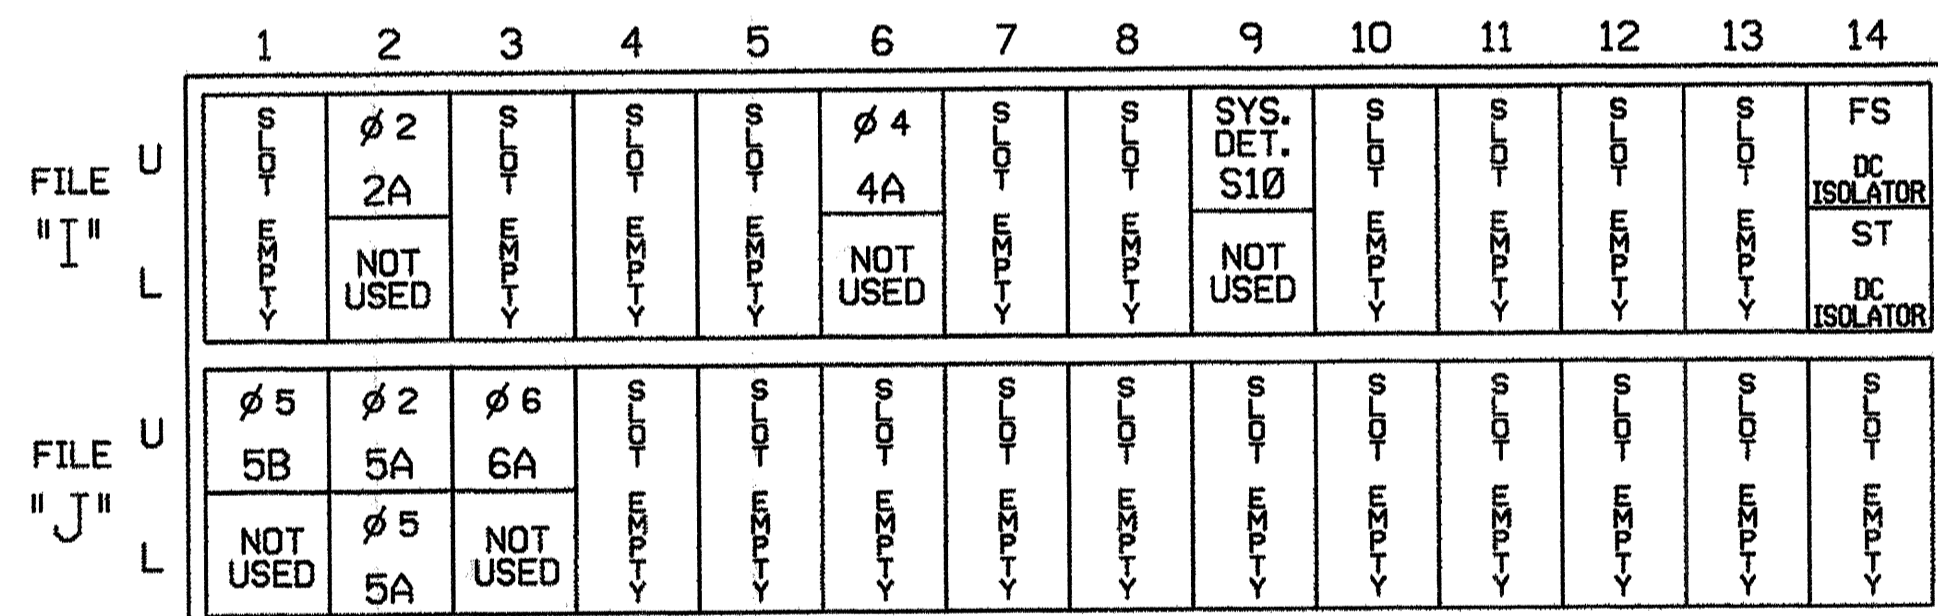 1 2 3 4 5 6 7 8 9 10 11 12 13 14
FILE "I"
U
L
SLOT EMPTY
Ø 2
2A
NOT
USED
SLOT EMPTY
SLOT EMPTY
SLOT EMPTY
Ø 4
4A
NOT
USED
SLOT EMPTY
SLOT EMPTY
SYS.
DET.
S1Ø
NOT
USED
SLOT EMPTY
SLOT EMPTY
SLOT EMPTY
SLOT EMPTY
FS
DC
ISOLATOR
ST
DC
ISOLATOR
FILE "J"
U
L
Ø 5
5B
NOT
USED
Ø 2
5A
Ø 5
5A
Ø 6
6A
NOT
USED
SLOT EMPTY
SLOT EMPTY
SLOT EMPTY
SLOT EMPTY
SLOT EMPTY
SLOT EMPTY
SLOT EMPTY
SLOT EMPTY
SLOT EMPTY
SLOT EMPTY
SLOT EMPTY